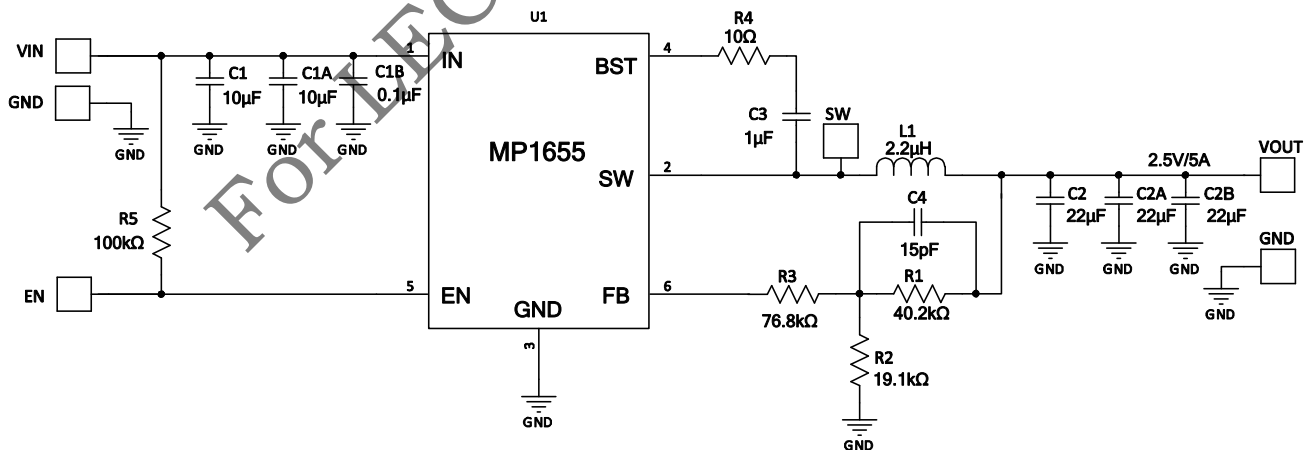 U1
VIN
GND
GND
C1
10µF
GND
C1A
10µF
GND
C1B
0.1µF
GND
R5
100kΩ
EN
1
IN
5
EN
MP1655
BST
4
SW
2
FB
6
GND
3
GND
R4
10Ω
C3
1µF
SW
L1
2.2µH
C4
15pF
R3
76.8kΩ
R1
40.2kΩ
R2
19.1kΩ
GND
2.5V/5A
VOUT
C2
22µF
GND
C2A
22µF
GND
C2B
22µF
GND
GND
GND
For